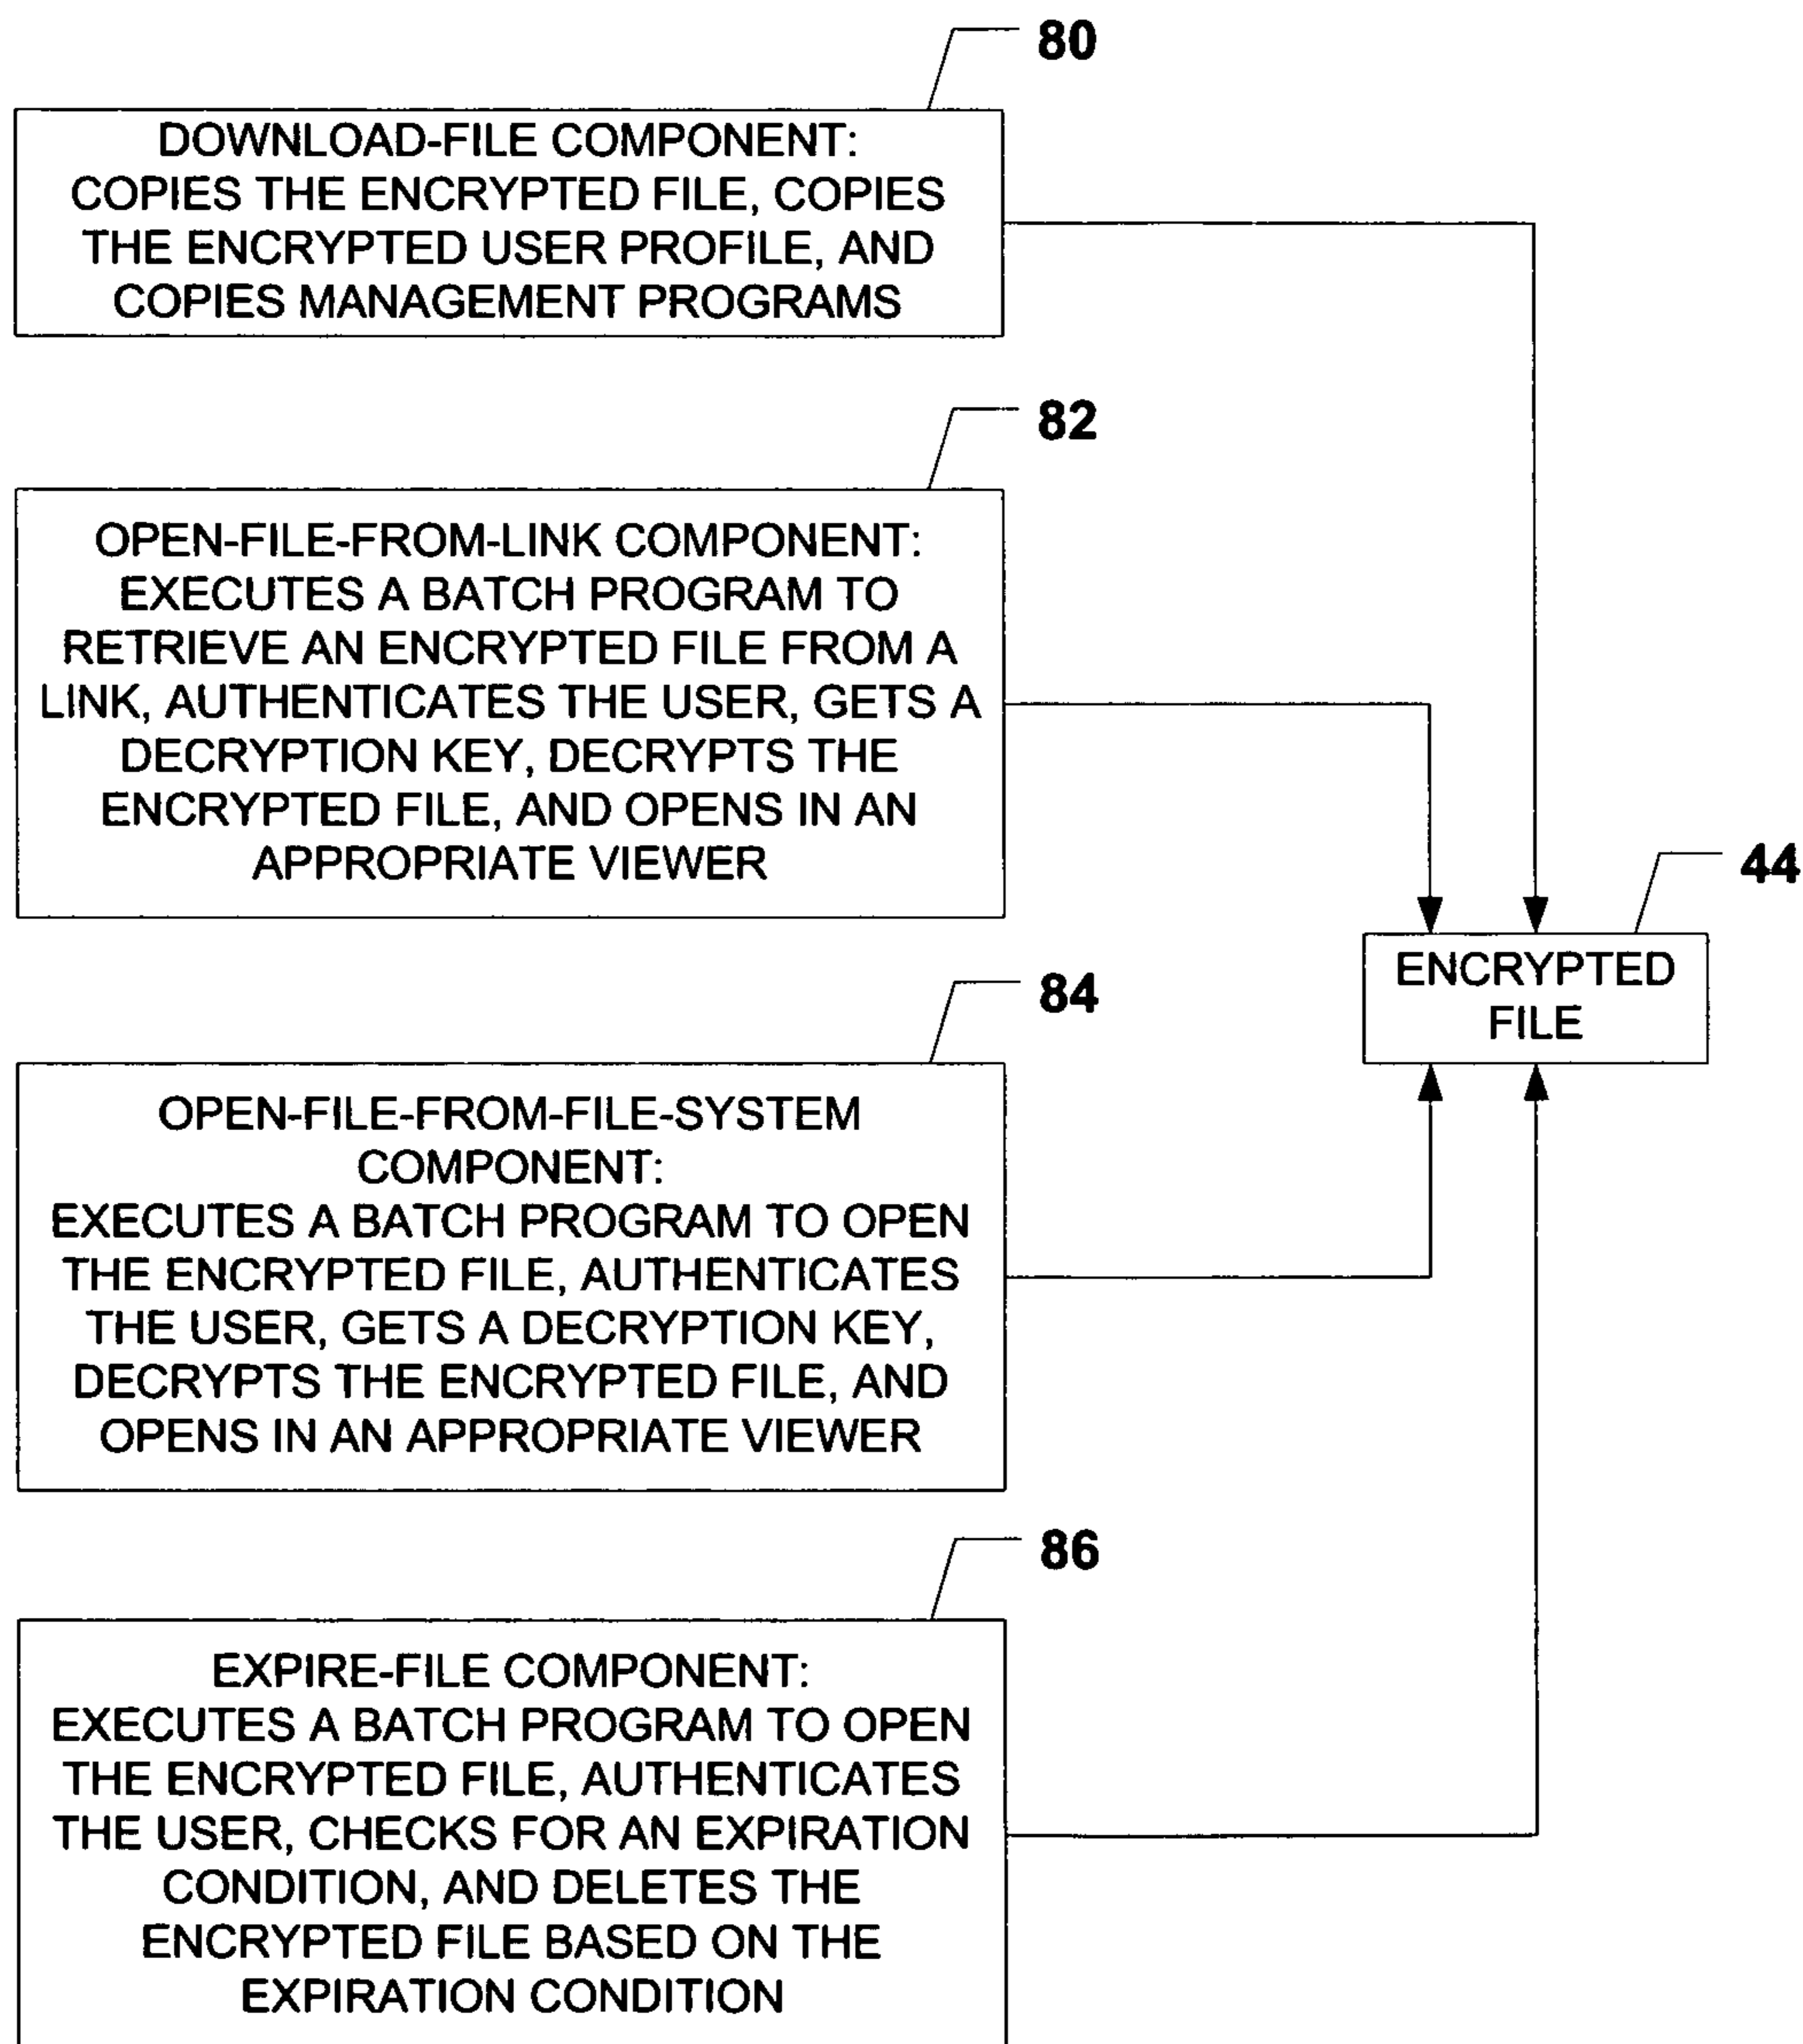 80
DOWNLOAD-FILE COMPONENT:
COPIES THE ENCRYPTED FILE, COPIES
THE ENCRYPTED USER PROFILE, AND
COPIES MANAGEMENT PROGRAMS
82
OPEN-FILE-FROM-LINK COMPONENT:
EXECUTES A BATCH PROGRAM TO
RETRIEVE AN ENCRYPTED FILE FROM A
LINK, AUTHENTICATES THE USER, GETS A
DECRYPTION KEY, DECRYPTS THE
ENCRYPTED FILE, AND OPENS IN AN
APPROPRIATE VIEWER
44
ENCRYPTED
FILE
84
OPEN-FILE-FROM-FILE-SYSTEM
COMPONENT:
EXECUTES A BATCH PROGRAM TO OPEN
THE ENCRYPTED FILE, AUTHENTICATES
THE USER, GETS A DECRYPTION KEY,
DECRYPTS THE ENCRYPTED FILE, AND
OPENS IN AN APPROPRIATE VIEWER
86
EXPIRE-FILE COMPONENT:
EXECUTES A BATCH PROGRAM TO OPEN
THE ENCRYPTED FILE, AUTHENTICATES
THE USER, CHECKS FOR AN EXPIRATION
CONDITION, AND DELETES THE
ENCRYPTED FILE BASED ON THE
EXPIRATION CONDITION